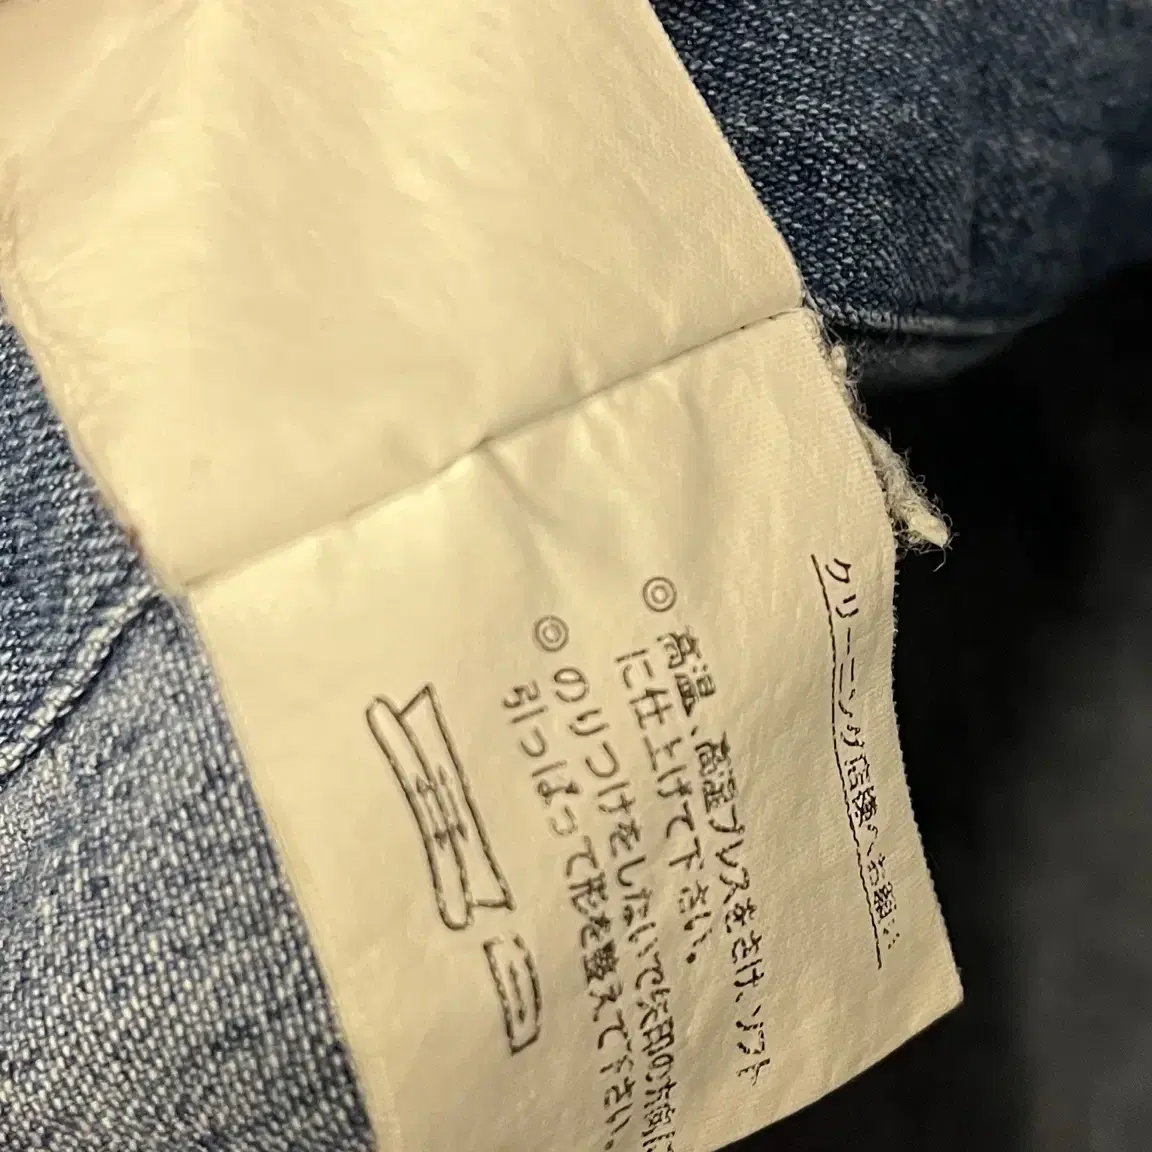 クリーニング店様へお願い
◎高温、高湿プレスをさけ、ソフト
に仕上げて下さい。
◎のりつけをしないで矢印の方向に
引っぱって形を整えて下さい。